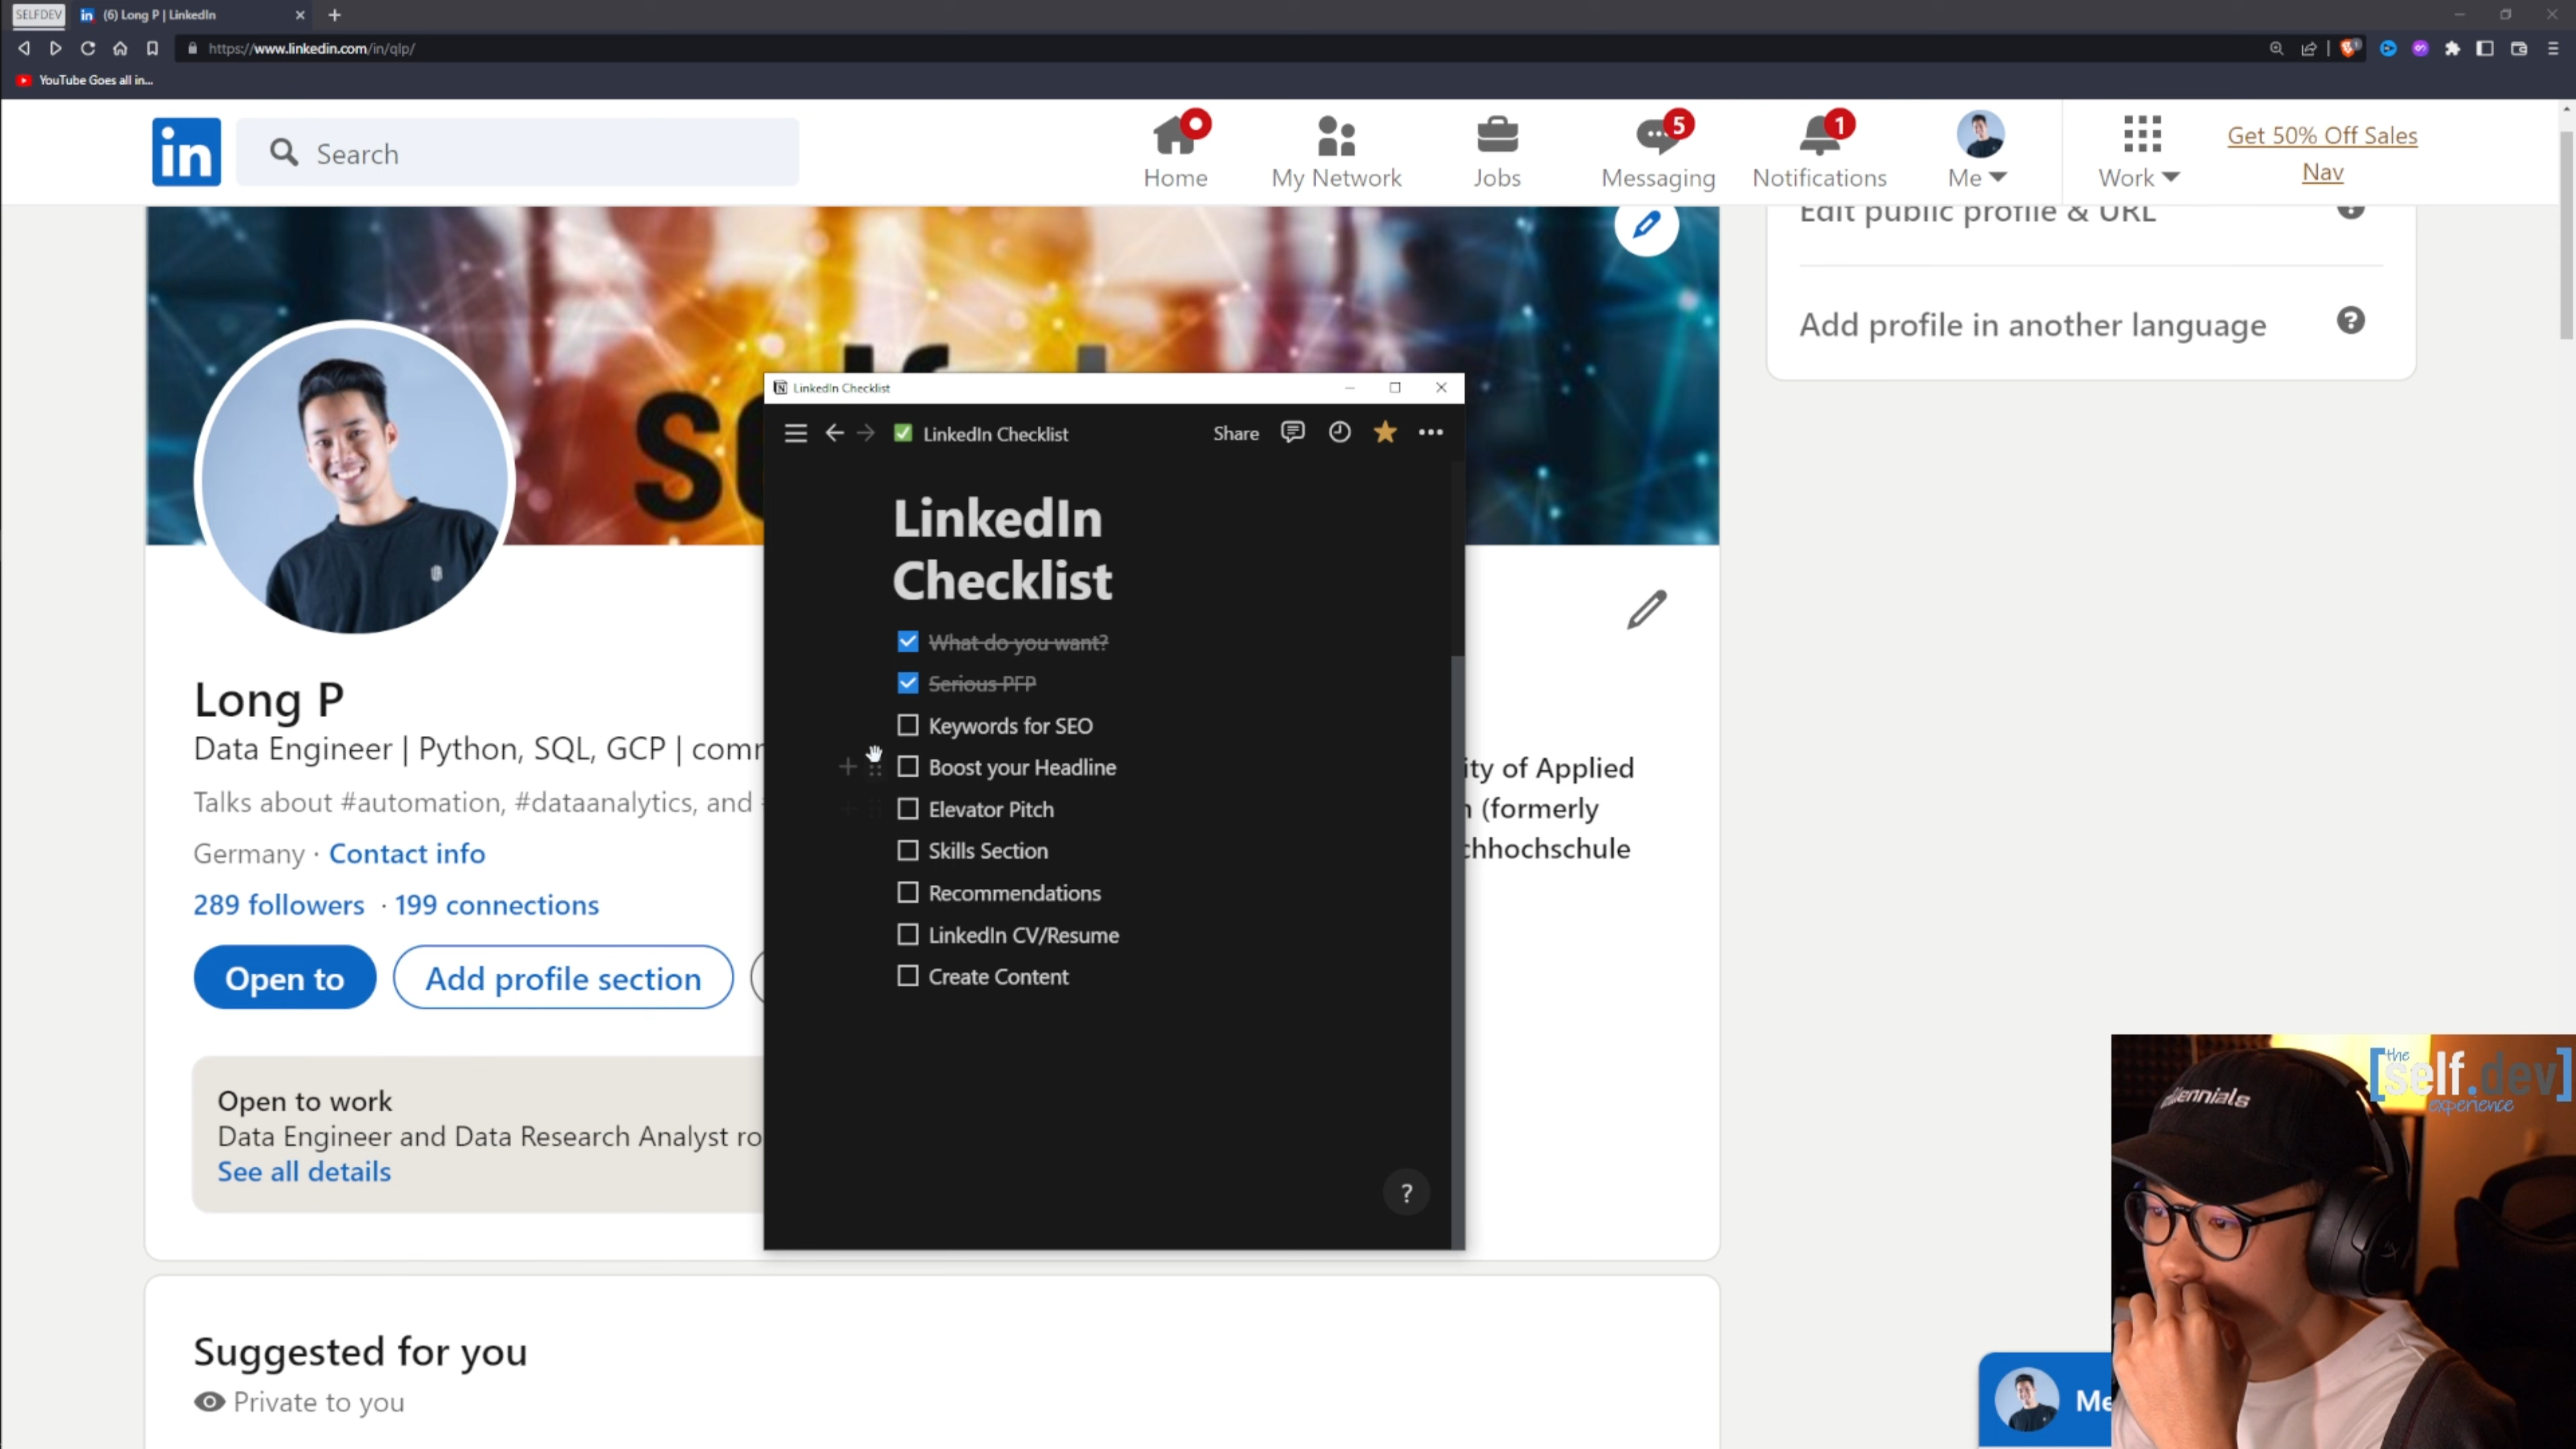 SELFDEV
(6) Long P | LinkedIn
https://www.linkedin.com/in/qlp/
YouTube Goes all in...
in
Search
Home
My Network
Jobs
5
Messaging
1
Notifications
Me
Work
Get 50% Off Sales
Nav
Edit public profile & URL
Add profile in another language
LinkedIn Checklist
LinkedIn Checklist
Share
LinkedIn
Checklist
What do you want?
Serious PFP
Keywords for SEO
Boost your Headline
Elevator Pitch
Skills Section
Recommendations
LinkedIn CV/Resume
Create Content
?
Long P
Data Engineer | Python, SQL, GCP |
Talks about #automation, #dataanalytics, and
Germany · Contact info
289 followers · 199 connections
Open to
Add profile section
of Applied
(formerly
Open to work
Data Engineer and Data Research Analyst
See all details
Suggested for you
Private to you
[the self.dev experience]